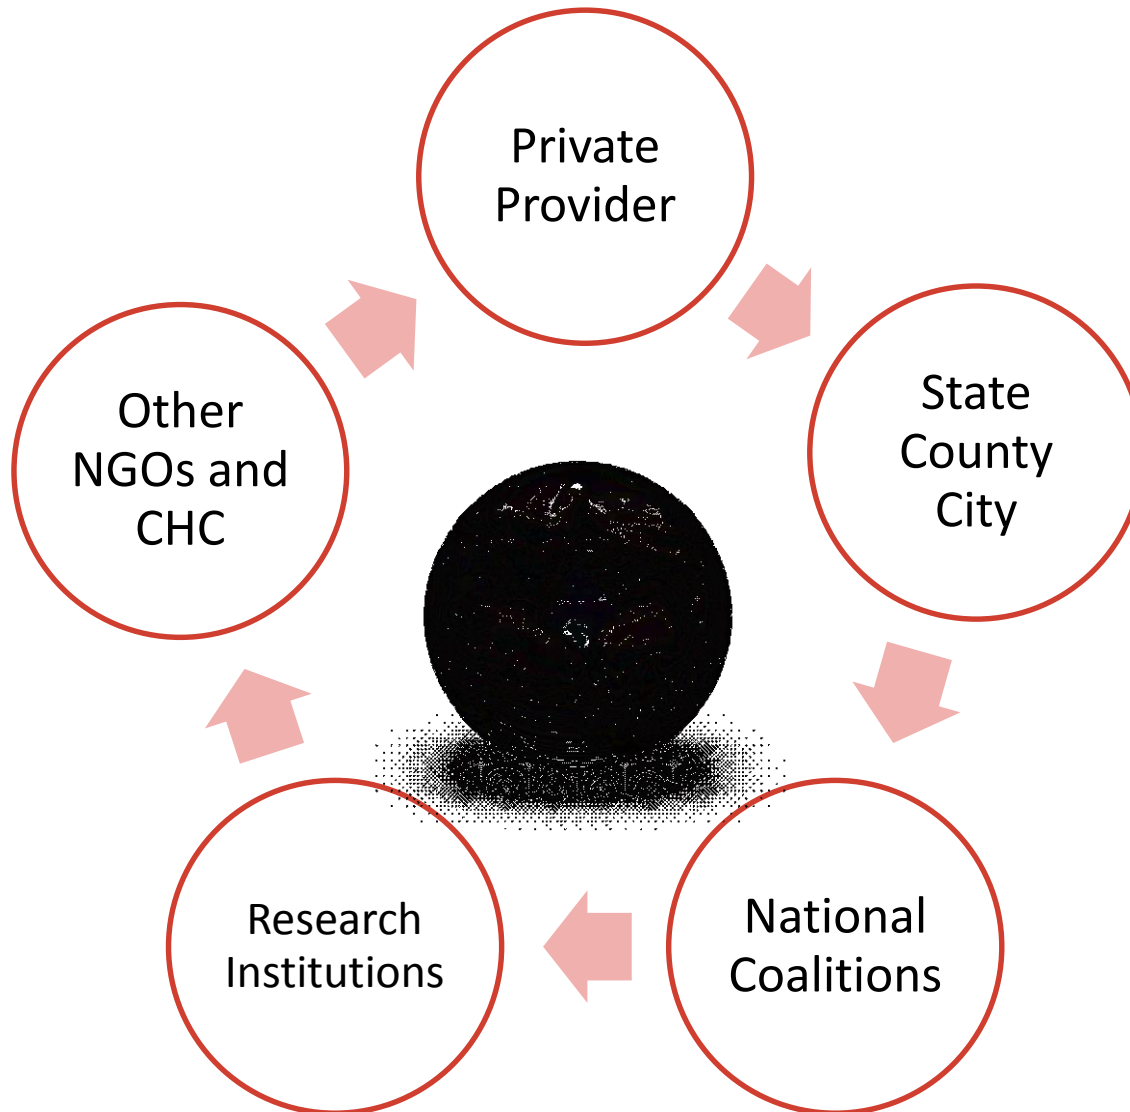 Private
Provider
State
County
City
National
Coalitions
Research
Institutions
Other
NGOs and
CHC